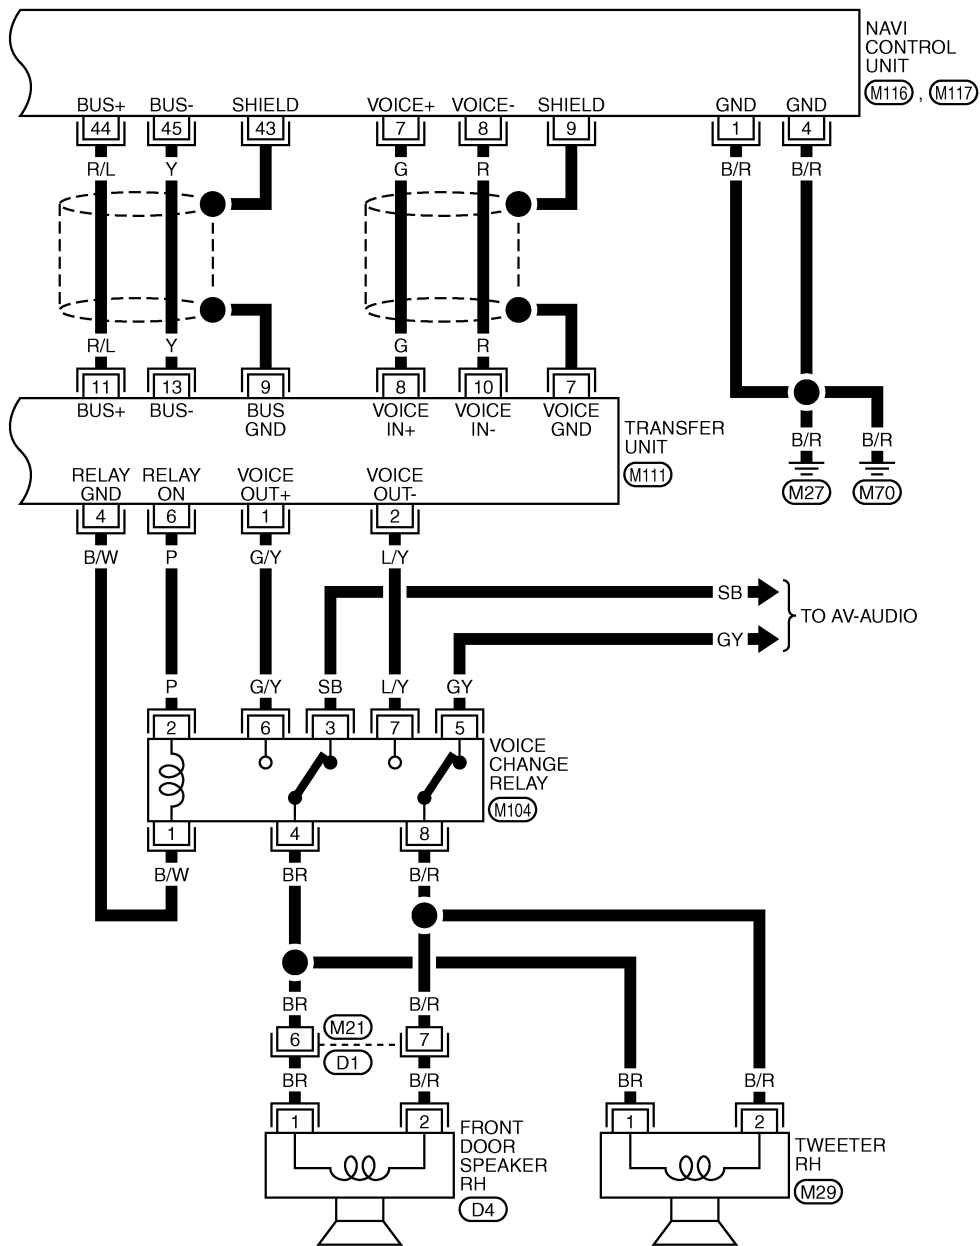 NAVI
CONTROL
UNIT
M116 , M117
BUS+ BUS- SHIELD VOICE+ VOICE- SHIELD GND GND
44 45 43 7 8 9 1 4
R/L Y G R B/R B/R
R/L Y G R
11 13 9 8 10 7
BUS+ BUS- BUS VOICE VOICE VOICE
GND IN+ IN- GND
TRANSFER
UNIT
M111
B/R B/R
M27 M70
RELAY RELAY VOICE VOICE
GND ON OUT+ OUT-
4 6 1 2
B/W P G/Y L/Y
SB
TO AV-AUDIO
GY
P G/Y SB L/Y GY
2 6 3 7 5
VOICE
CHANGE
RELAY
M104
1 4 8
B/W BR B/R
BR B/R
M21
6 7
D1
BR B/R BR B/R
1 2 1 2
FRONT
DOOR
SPEAKER
RH
D4
TWEETER
RH
M29